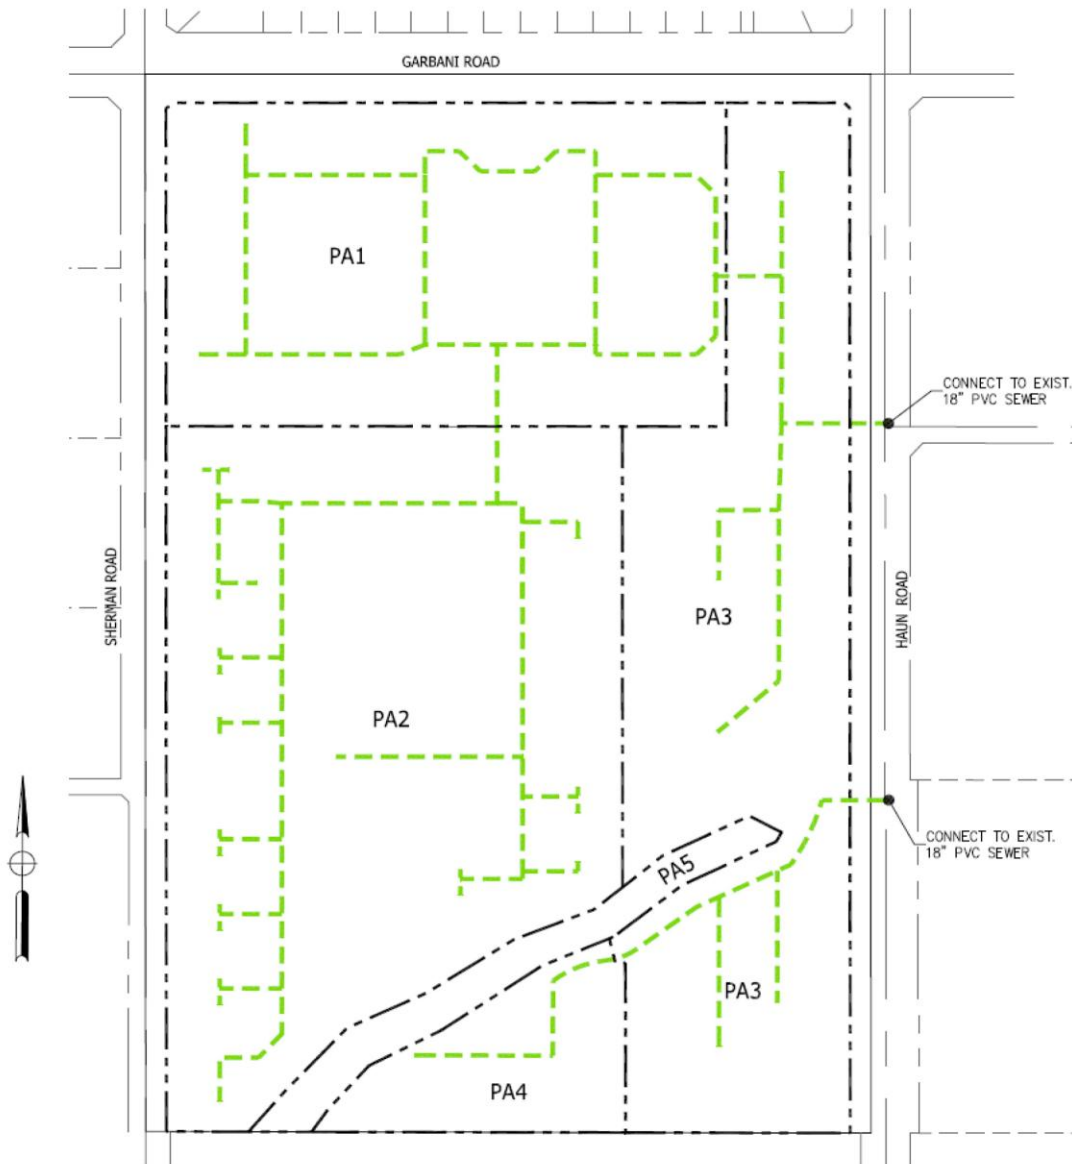 GARBANI ROAD
PA1
CONNECT TO EXIST.
18" PVC SEWER
SHERMAN ROAD
HAUN ROAD
PA3
PA2
CONNECT TO EXIST.
18" PVC SEWER
PA5
PA3
PA4